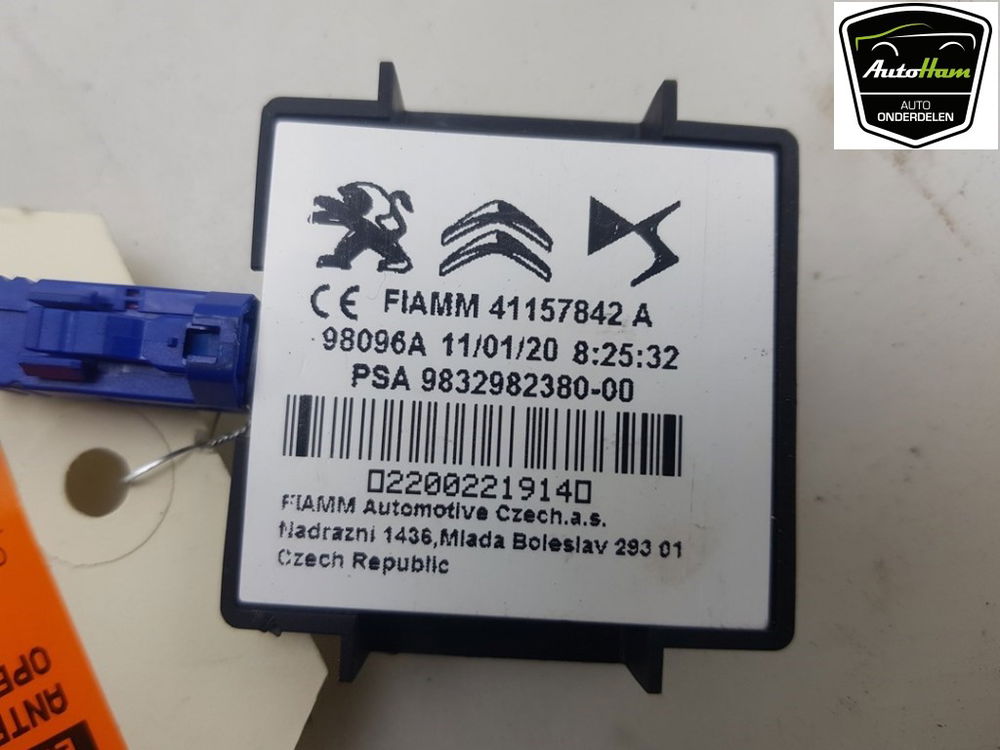 AutoHam
AUTO
ONDERDELEN
CE FIAMM 41157842 A
98096A 11/01/20 8:25:32
PSA 9832982380-00
022002219140
FIAMM Automotive Czech.a.s.
Nadrazni 1436,Mlada Boleslav 293 01
Czech Republic